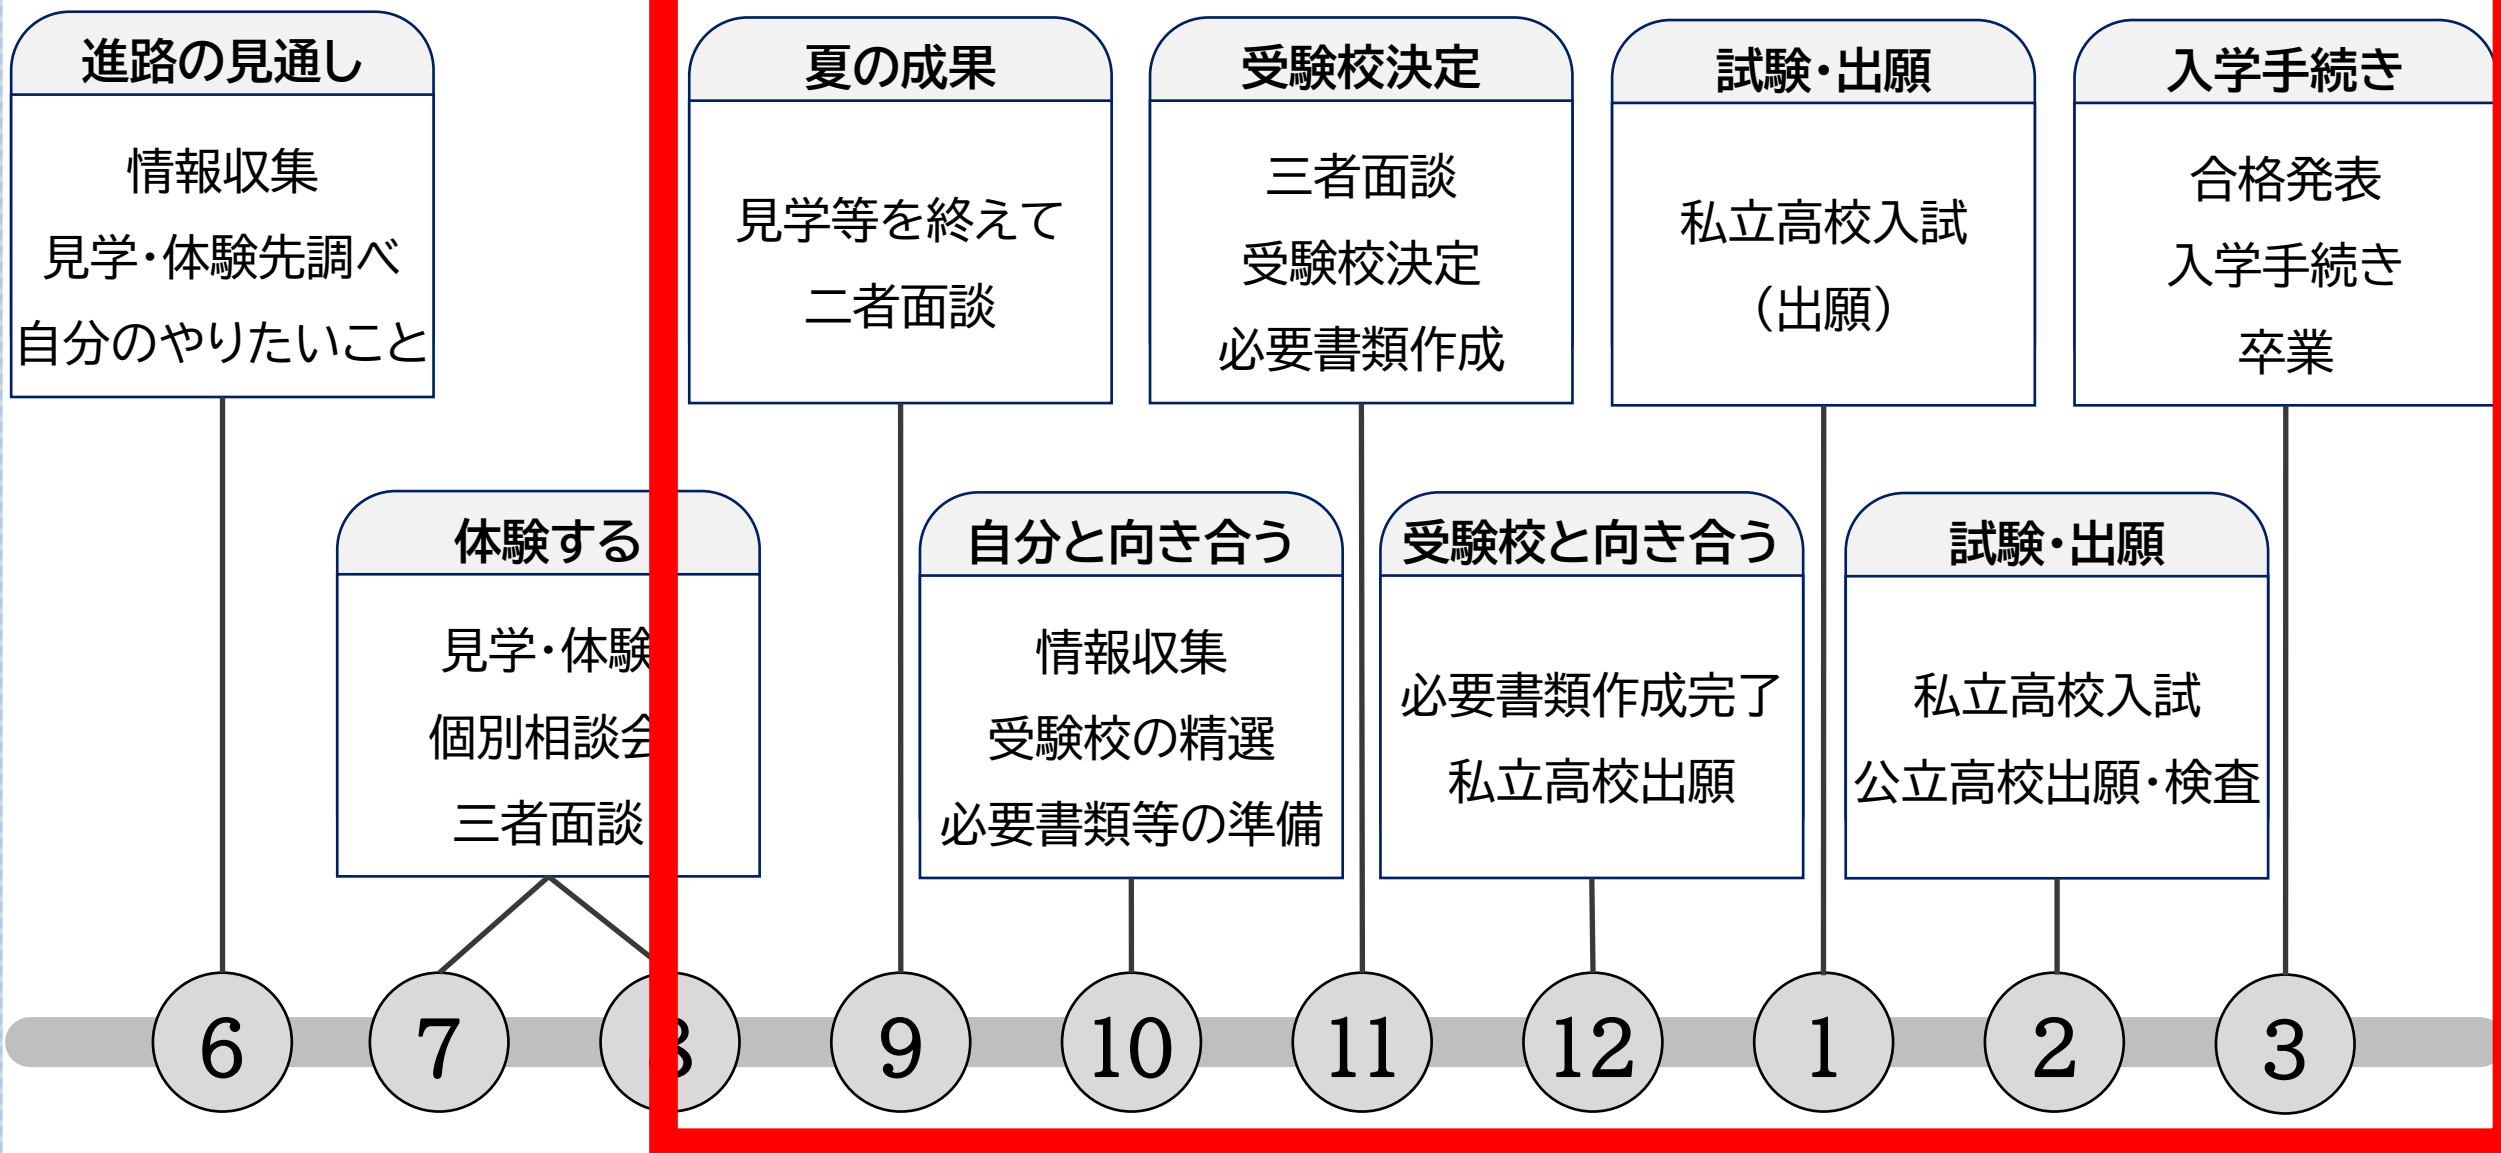 進路の見通し
情報収集
見学・体験先調べ
自分のやりたいこと
夏の成果
見学等を終えて
二者面談
受験校決定
三者面談
受験校決定
必要書類作成
試験・出願
私立高校入試
（出願）
入学手続き
合格発表
入学手続き
卒業
体験する
見学・体験
個別相談会
三者面談
自分と向き合う
情報収集
受験校の精選
必要書類等の準備
受験校と向き合う
必要書類作成完了
私立高校出願
試験・出願
私立高校入試
公立高校出願・検査
6 7 8 9 10 11 12 1 2 3